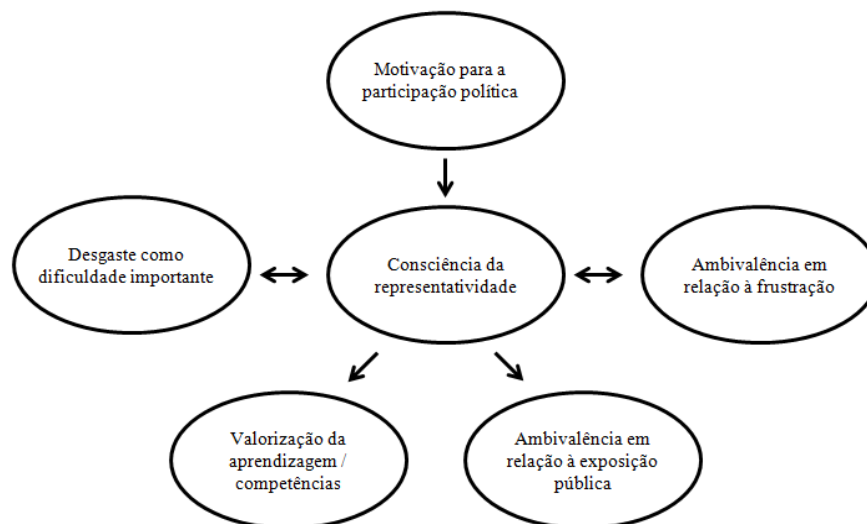 Motivação para a
participação política
Desgaste como
dificuldade importante
Consciência da
representatividade
Ambivalência em
relação à frustração
Valorização da
aprendizagem /
competências
Ambivalência em
relação à exposição
pública